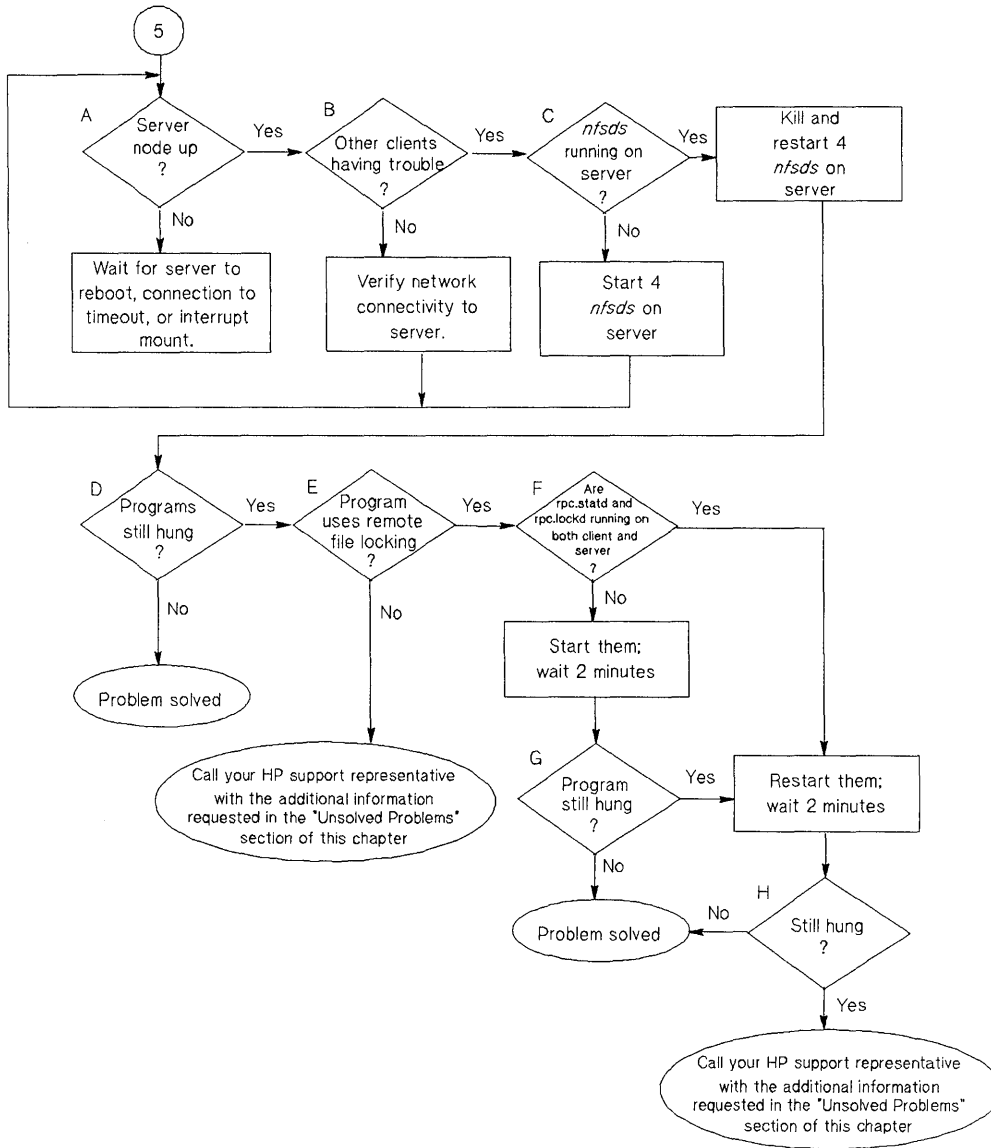 5
A
Server
node up
?
Yes
No
B
Other clients
having trouble
?
Yes
No
C
nfsds
running on
server
?
Yes
No
Kill and
restart 4
nfsds on
server
Wait for server to
reboot, connection to
timeout, or interrupt
mount.
Verify network
connectivity to
server.
Start 4
nfsds on
server
D
Programs
still hung
?
Yes
No
E
Program
uses remote
file locking
?
Yes
No
F
Are
rpc.statd and
rpc.lockd running on
both client and
server
?
Yes
No
Problem solved
Start them;
wait 2 minutes
Call your HP support representative
with the additional information
requested in the "Unsolved Problems"
section of this chapter
G
Program
still hung
?
Yes
No
Restart them;
wait 2 minutes
Problem solved
H
Still hung
?
No
Yes
Call your HP support representative
with the additional information
requested in the "Unsolved Problems"
section of this chapter